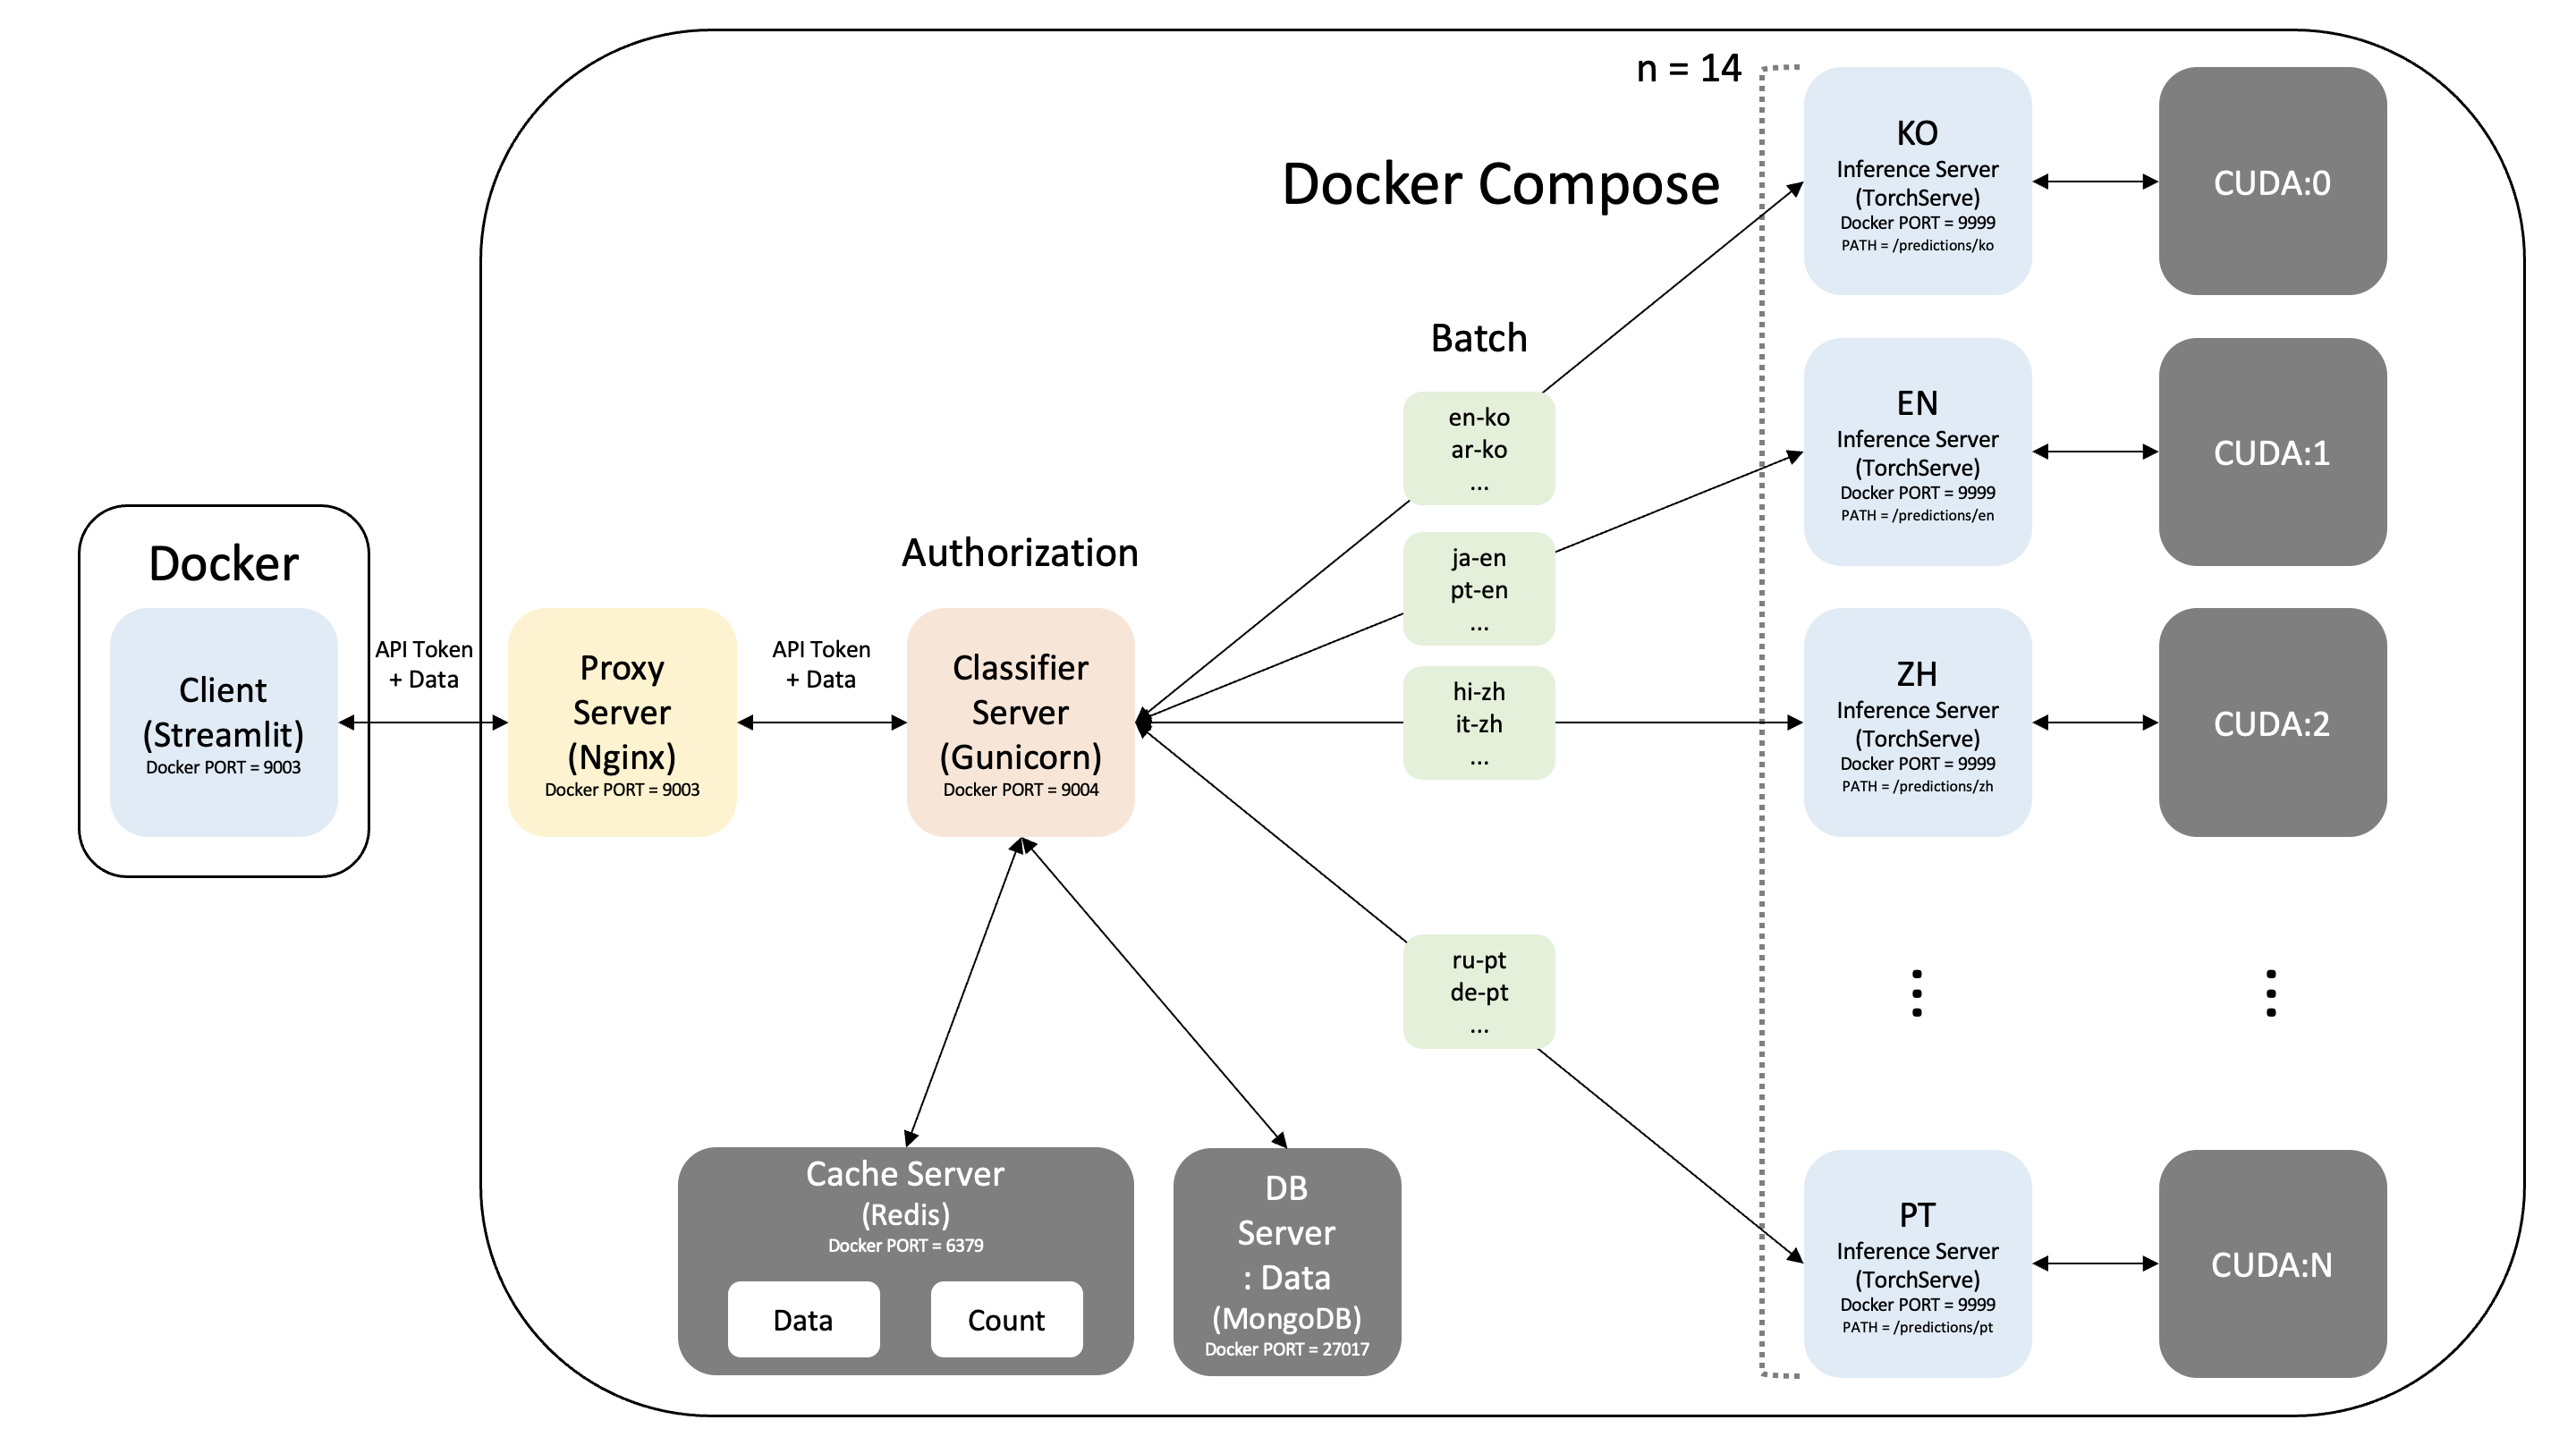 Docker
Client
(Streamlit)
Docker PORT = 9003
API Token
+ Data
Proxy
Server
(Nginx)
Docker PORT = 9003
API Token
+ Data
Authorization
Classifier
Server
(Gunicorn)
Docker PORT = 9004
Cache Server
(Redis)
Docker PORT = 6379
Data
Count
DB
Server
: Data
(MongoDB)
Docker PORT = 27017
Docker Compose
Batch
en-ko
ar-ko
...
ja-en
pt-en
...
hi-zh
it-zh
...
ru-pt
de-pt
...
n = 14
KO
Inference Server
(TorchServe)
Docker PORT = 9999
PATH = /predictions/ko
CUDA:0
EN
Inference Server
(TorchServe)
Docker PORT = 9999
PATH = /predictions/en
CUDA:1
ZH
Inference Server
(TorchServe)
Docker PORT = 9999
PATH = /predictions/zh
CUDA:2
PT
Inference Server
(TorchServe)
Docker PORT = 9999
PATH = /predictions/pt
CUDA:N